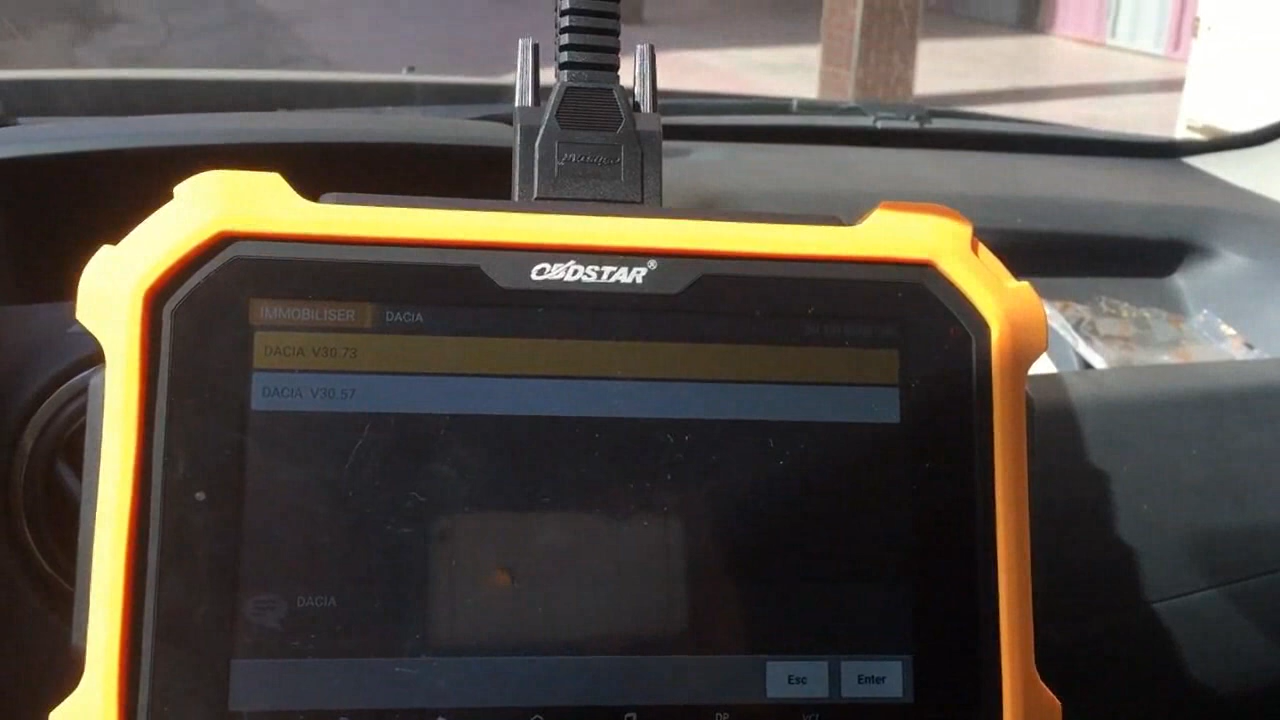 OBDSTAR®
IMMOBILISER DACIA
DACIA V30.73
DACIA V30.57
DACIA
Esc Enter